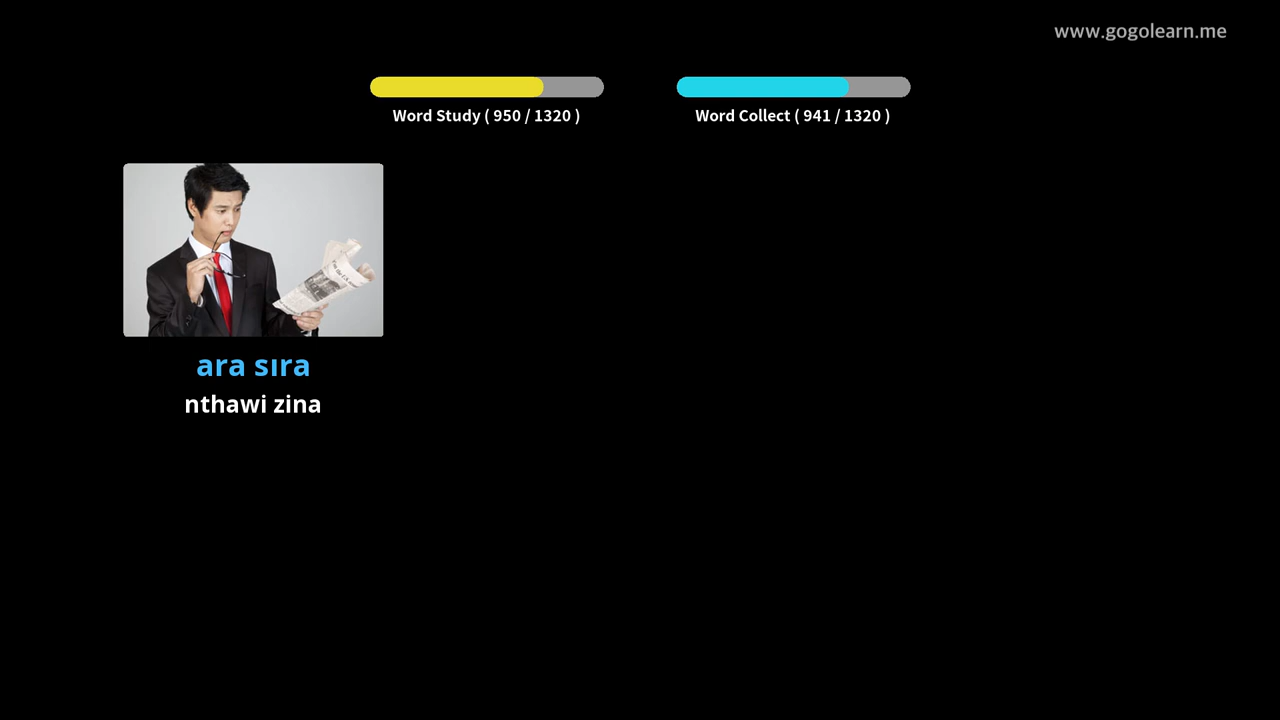 www.gogolearn.me
Word Study ( 950 / 1320 )
Word Collect ( 941 / 1320 )
ara sıra
nthawi zina